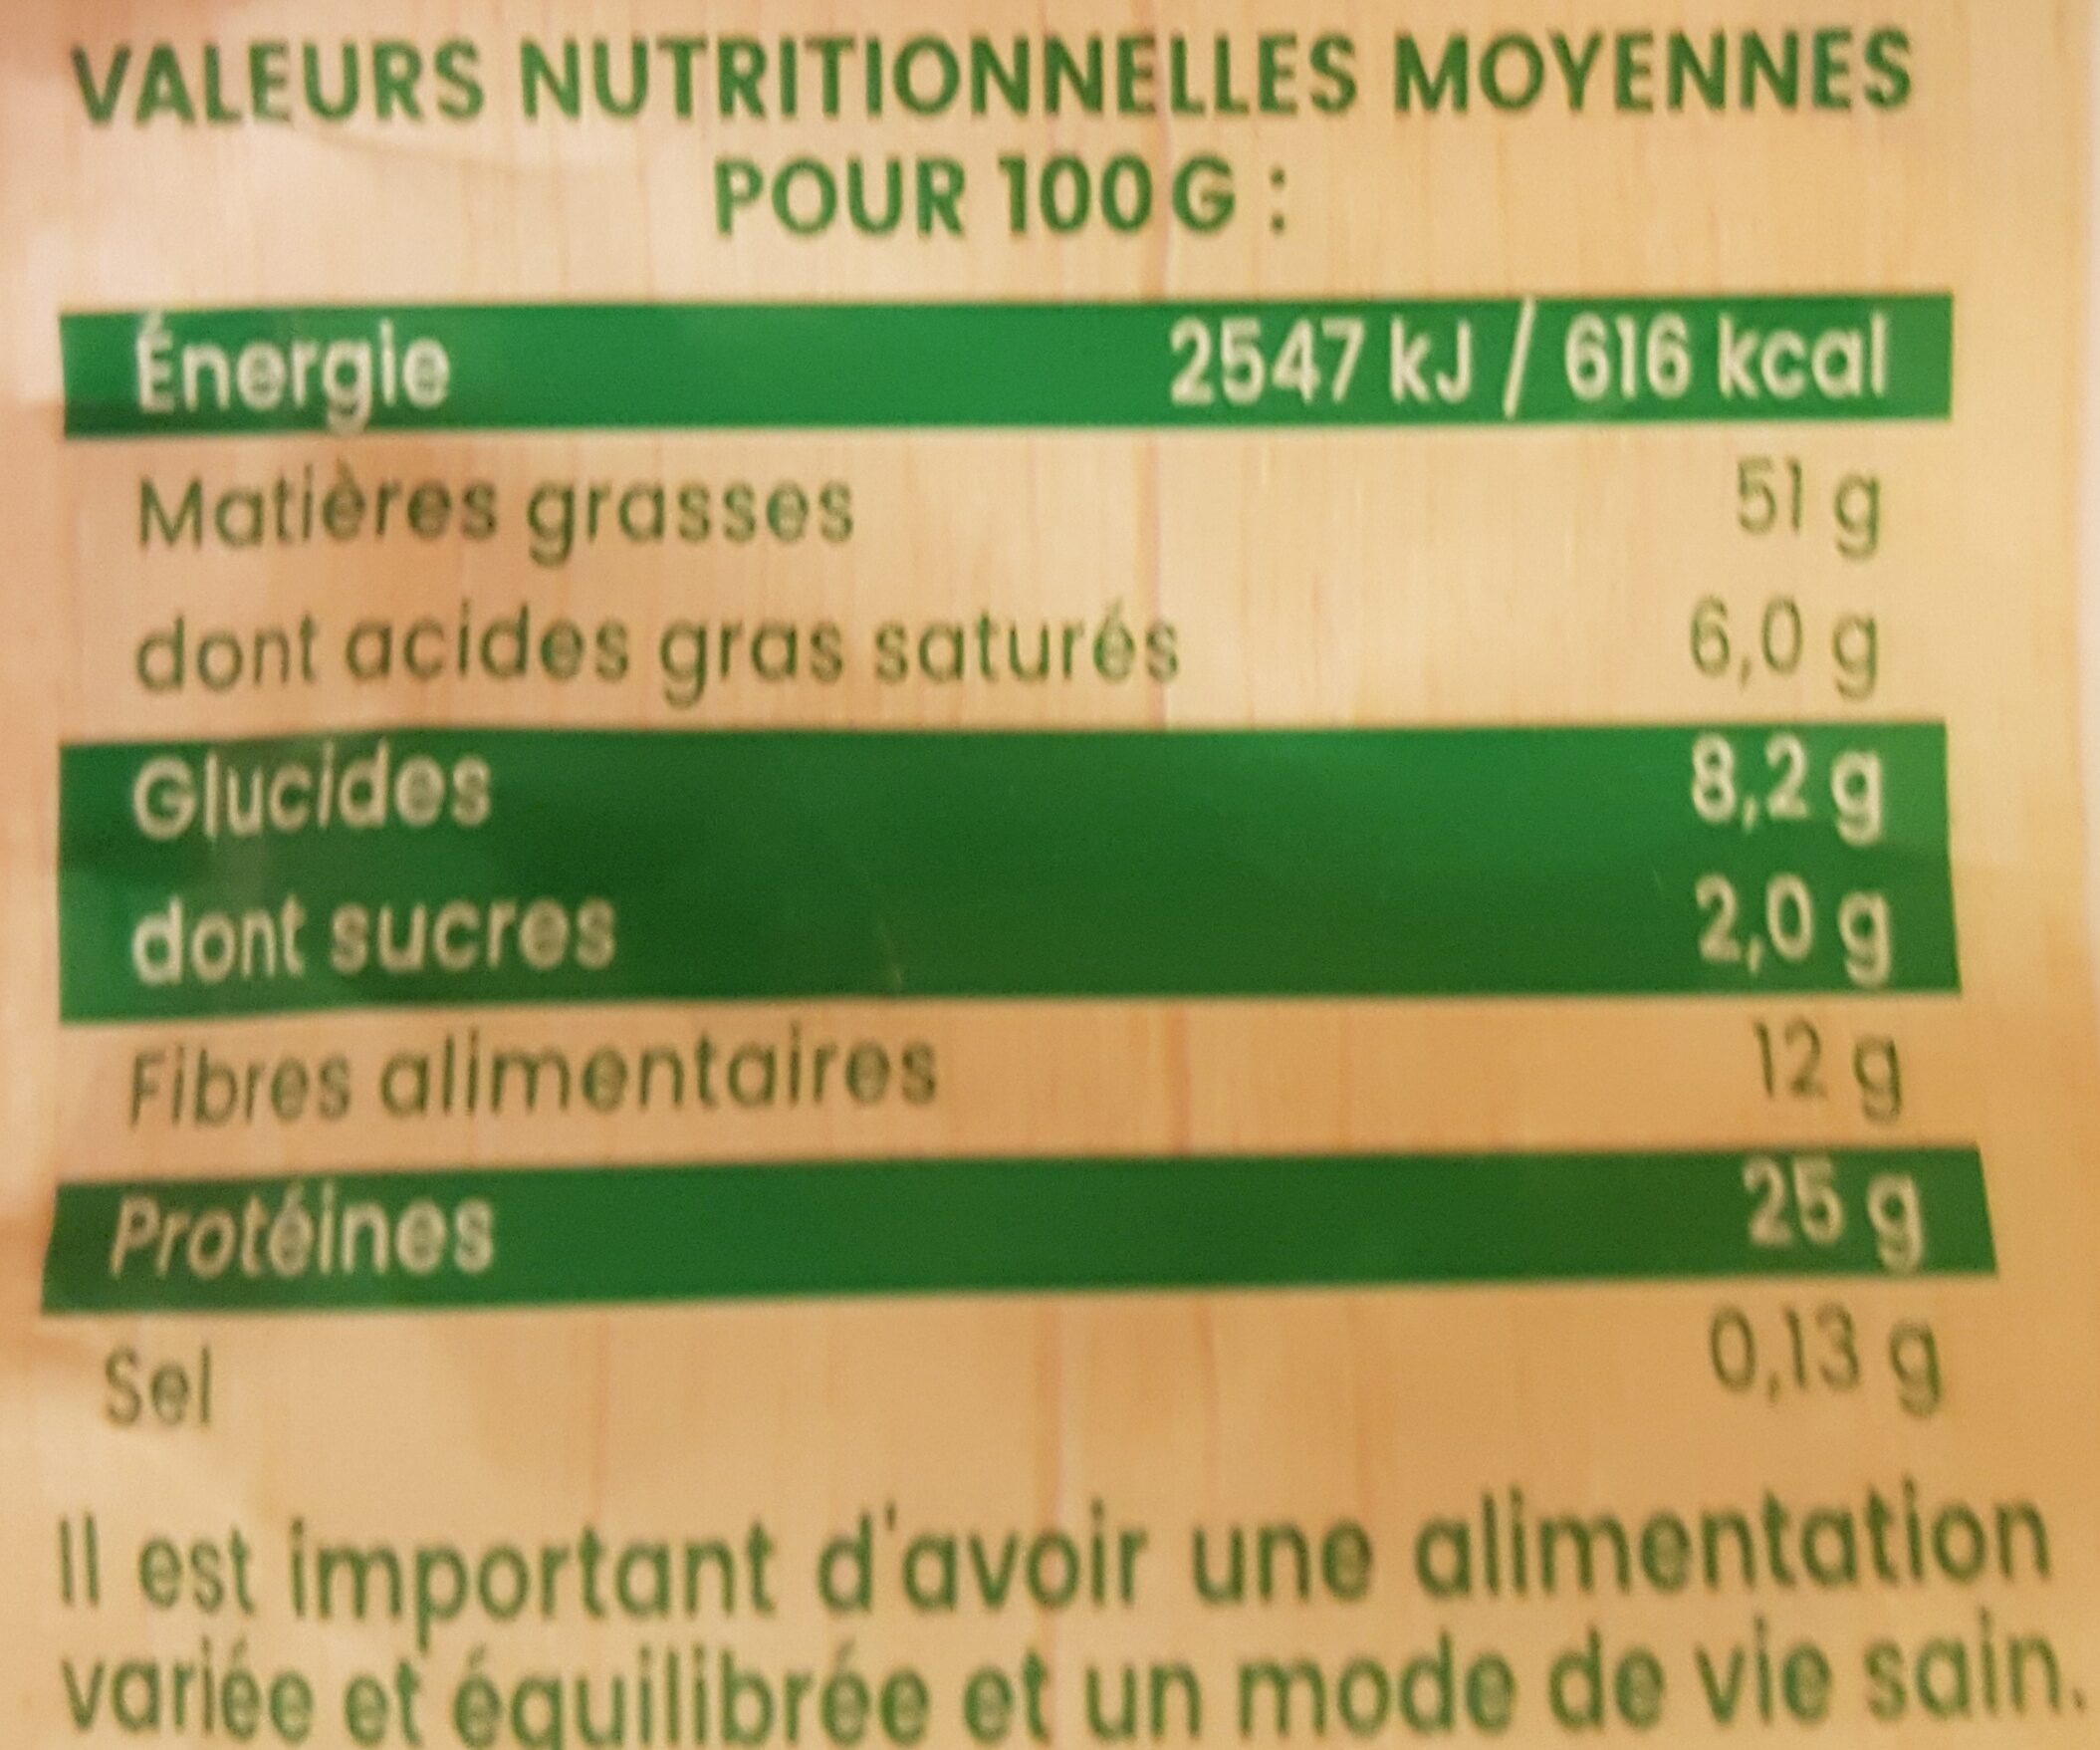 VALEURS NUTRITIONNELLES MOYENNES
POUR 100 G :
Énergie 2547 kJ / 616 kcal
Matières grasses 51 g
dont acides gras saturés 6,0 g
Glucides 8,2 g
dont sucres 2,0 g
Fibres alimentaires 12 g
Protéines 25 g
Sel 0,13 g
Il est important d'avoir une alimentation
variée et équilibrée et un mode de vie sain.